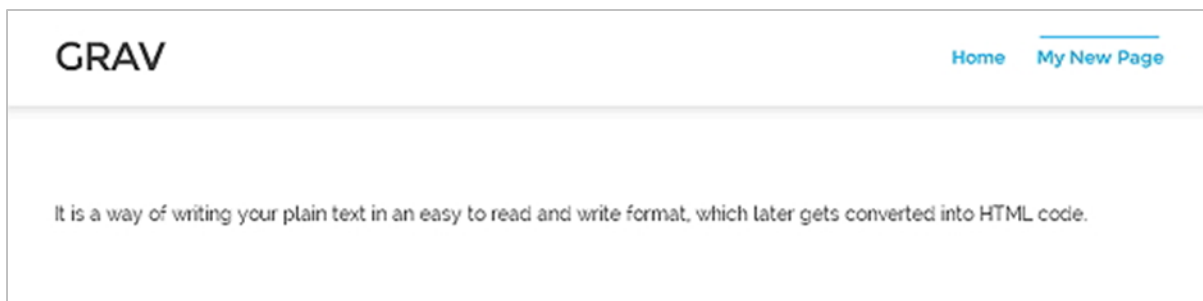 GRAV
Home My New Page
It is a way of writing your plain text in an easy to read and write format, which later gets converted into HTML code.